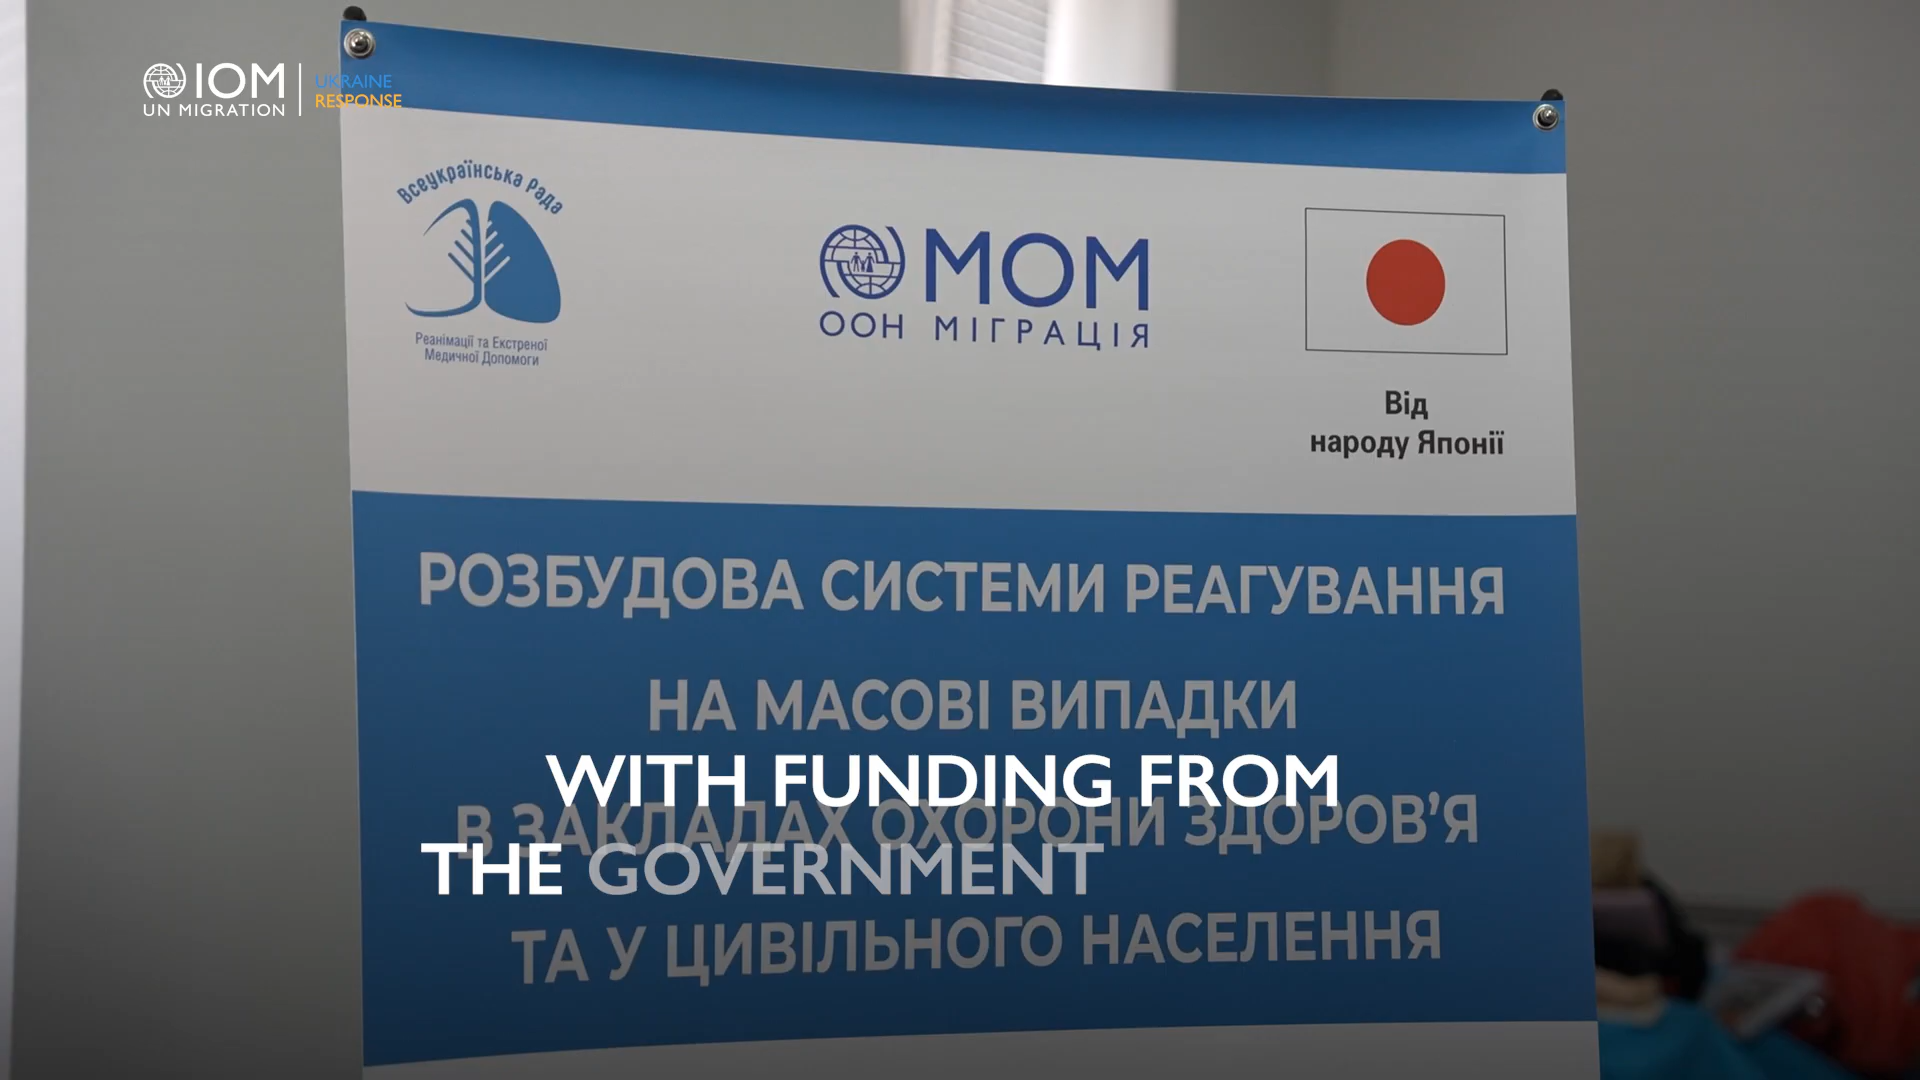 IOM
UN MIGRATION
UKRAINE
RESPONSE
Всеукраїнська Рада
Реанімації та Екстреної
Медичної Допомоги
МОМ
ООН МІГРАЦІЯ
Від
народу Японії
РОЗБУДОВА СИСТЕМИ РЕАГУВАННЯ
НА МАСОВІ ВИПАДКИ
В ЗАКЛАДАХ ОХОРОНИ ЗДОРОВ’Я
ТА У ЦИВІЛЬНОГО НАСЕЛЕННЯ
WITH FUNDING FROM
THE GOVERNMENT